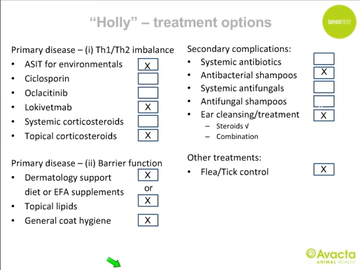 "Holly" – treatment options
SENSITEST
Primary disease – (i) Th1/Th2 imbalance
• ASIT for environmentals X
• Ciclosporin
• Oclacitinib
• Lokivetmab X
• Systemic corticosteroids
• Topical corticosteroids X
Primary disease – (ii) Barrier function
• Dermatology support X
diet or EFA supplements or
• Topical lipids X
• General coat hygiene X
Secondary complications:
• Systemic antibiotics
• Antibacterial shampoos X
• Systemic antifungals
• Antifungal shampoos
• Ear cleansing/treatment X
– Steroids √
– Combination
Other treatments:
• Flea/Tick control X
Avacta
ANIMAL HEALTH